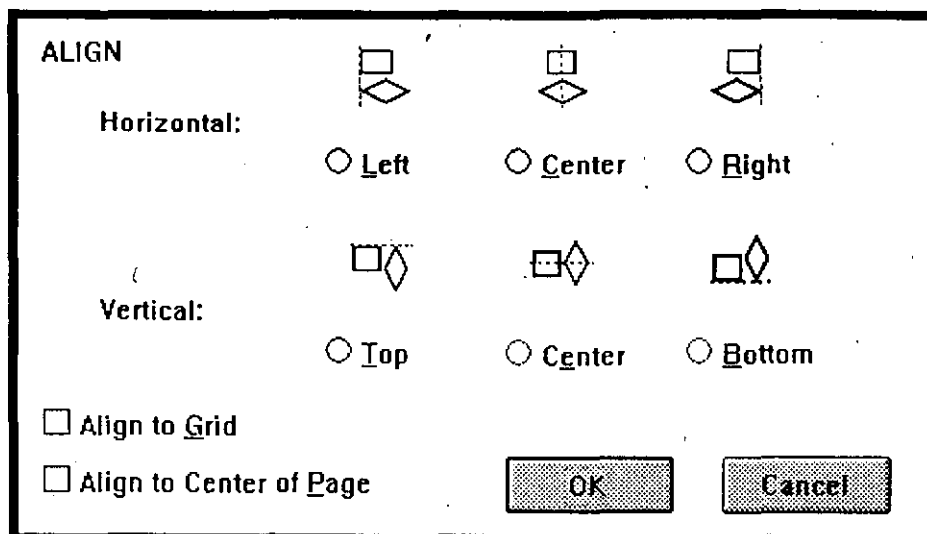 ALIGN
Horizontal:
Left Center Right
Vertical:
Top Center Bottom
Align to Grid
Align to Center of Page
OK Cancel